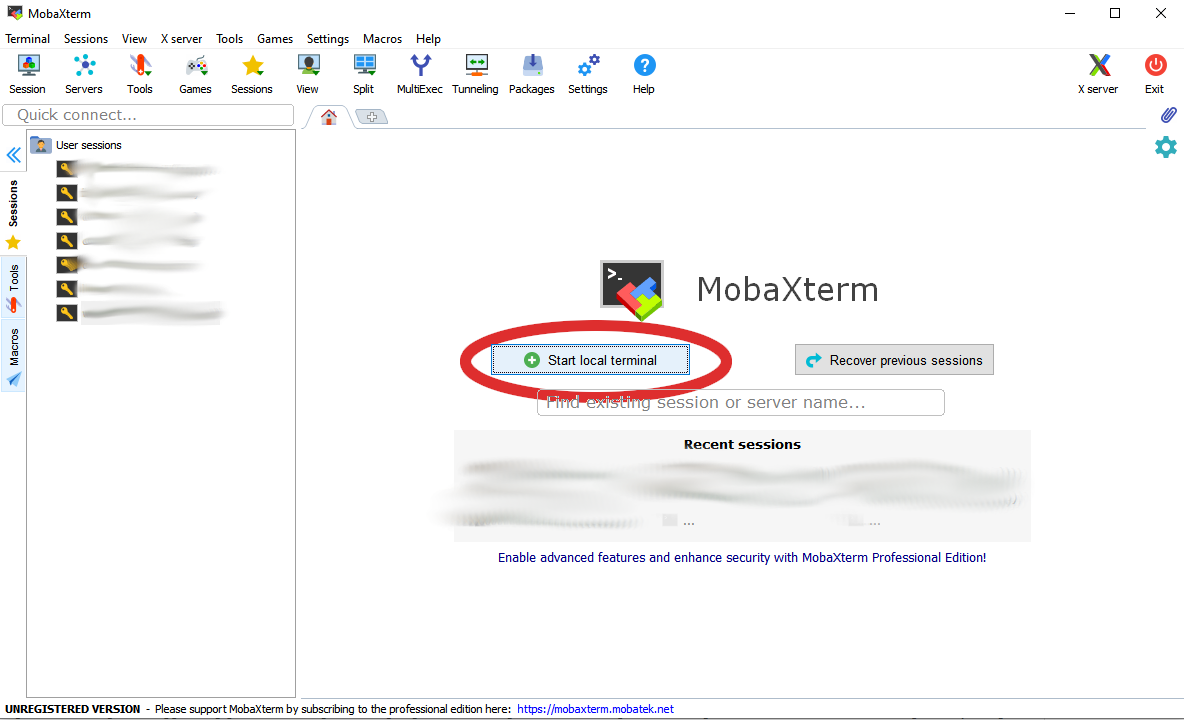 MobaXterm
Terminal Sessions View X server Tools Games Settings Macros Help
Session Servers Tools Games Sessions View Split MultiExec Tunneling Packages Settings Help X server Exit
Quick connect...
User sessions
Sessions
Tools
Macros
>_
MobaXterm
Start local terminal
Recover previous sessions
Find existing session or server name...
Recent sessions
... ...
Enable advanced features and enhance security with MobaXterm Professional Edition!
UNREGISTERED VERSION - Please support MobaXterm by subscribing to the professional edition here: https://mobaxterm.mobatek.net